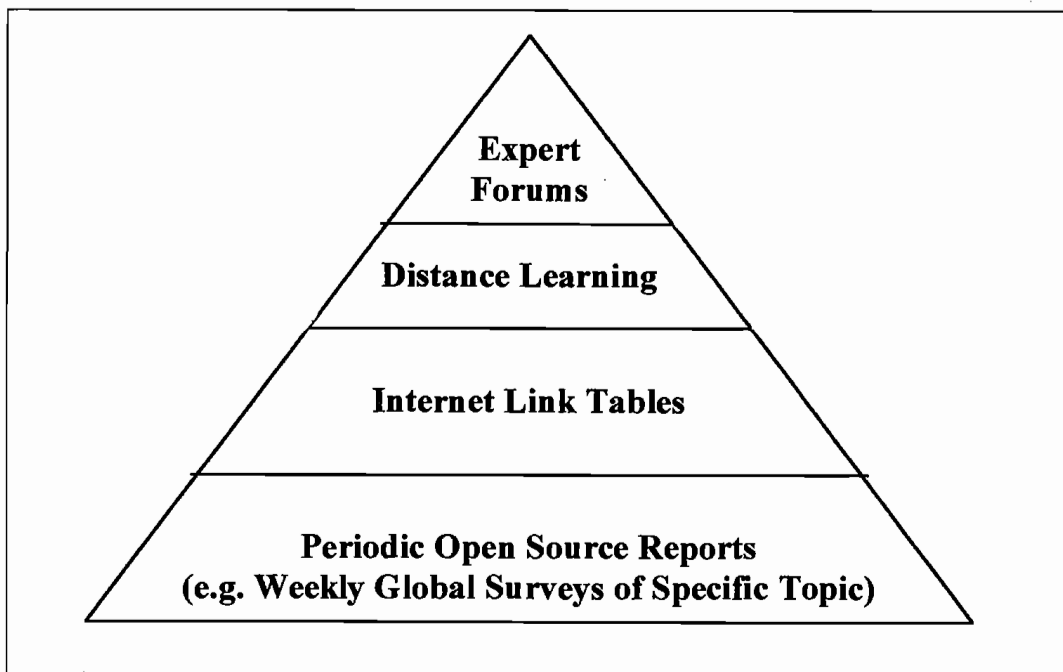 Expert
Forums
Distance Learning
Internet Link Tables
Periodic Open Source Reports
(e.g. Weekly Global Surveys of Specific Topic)